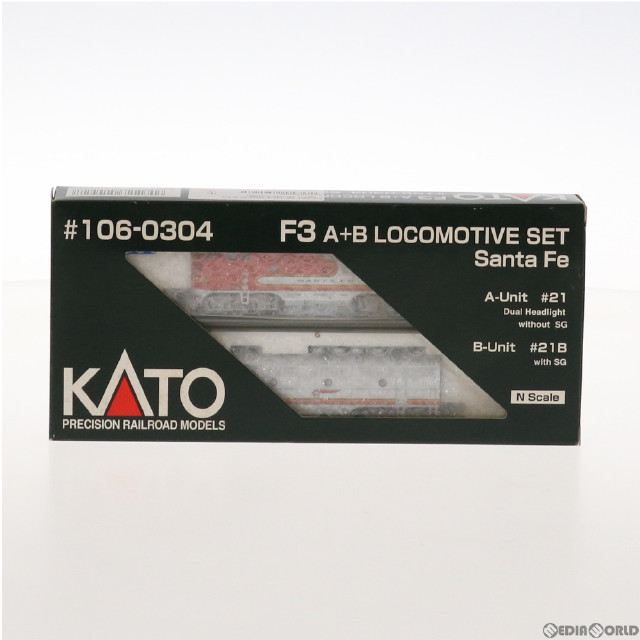 #106-0304
F3 A+B LOCOMOTIVE SET
Santa Fe
A-Unit #21
Dual Headlight
without SG
B-Unit #21B
with SG
N Scale
KATO
PRECISION RAILROAD MODELS
MEDIAWORLD